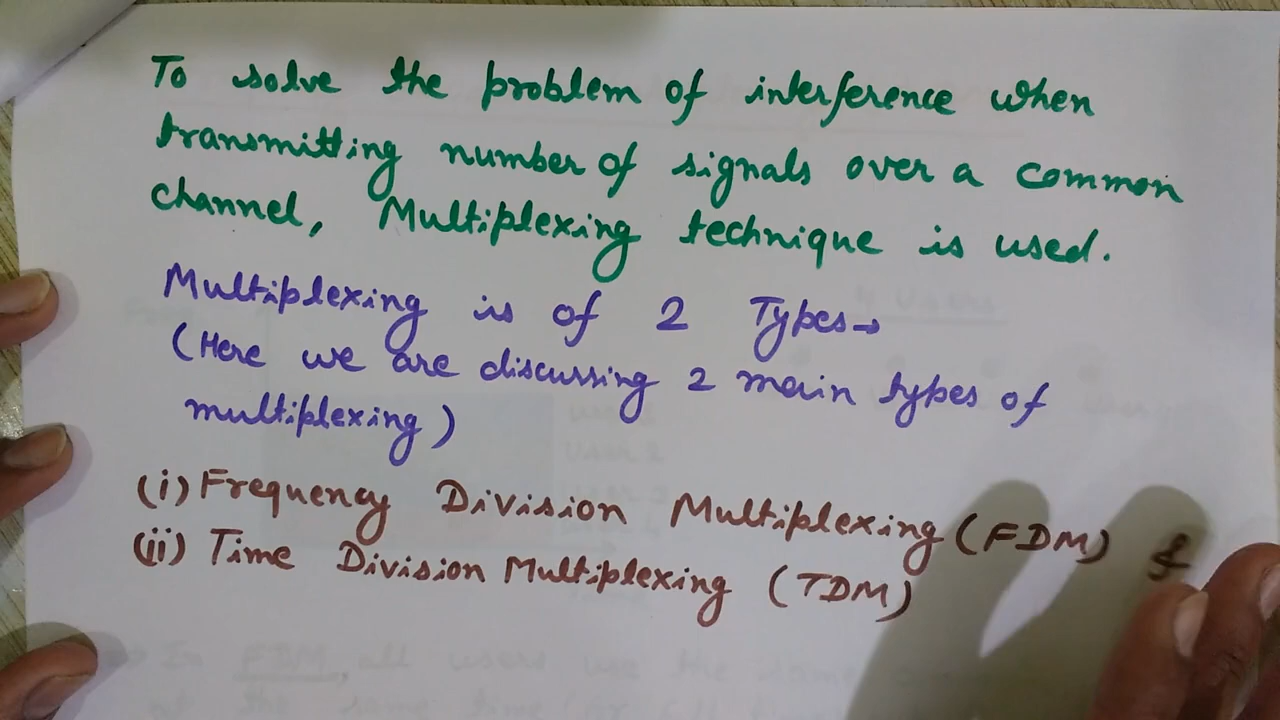 To solve the problem of interference when
transmitting number of signals over a common
channel, Multiplexing technique is used.
Multiplexing is of 2 Types→
(Here we are discussing 2 main types of
multiplexing)
(i) Frequency Division Multiplexing (FDM) &
(ii) Time Division Multiplexing (TDM)